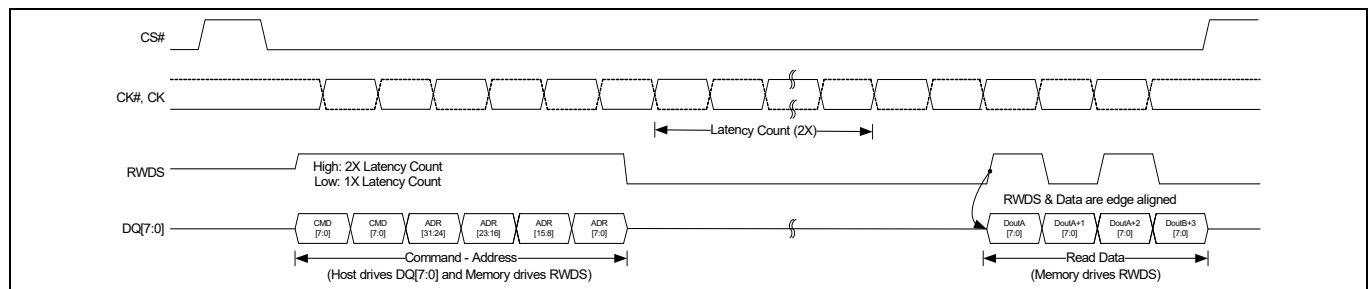 CS#
CK#, CK
Latency Count (2X)
RWDS
High: 2X Latency Count
Low: 1X Latency Count
RWDS & Data are edge aligned
DQ[7:0]
CMD [7:0]
CMD [7:0]
ADR [31:24]
ADR [23:16]
ADR [15:8]
ADR [7:0]
DoutA [7:0]
DoutA+1 [7:0]
DoutA+2 [7:0]
DoutB+3 [7:0]
Command - Address
(Host drives DQ[7:0] and Memory drives RWDS)
Read Data
(Memory drives RWDS)